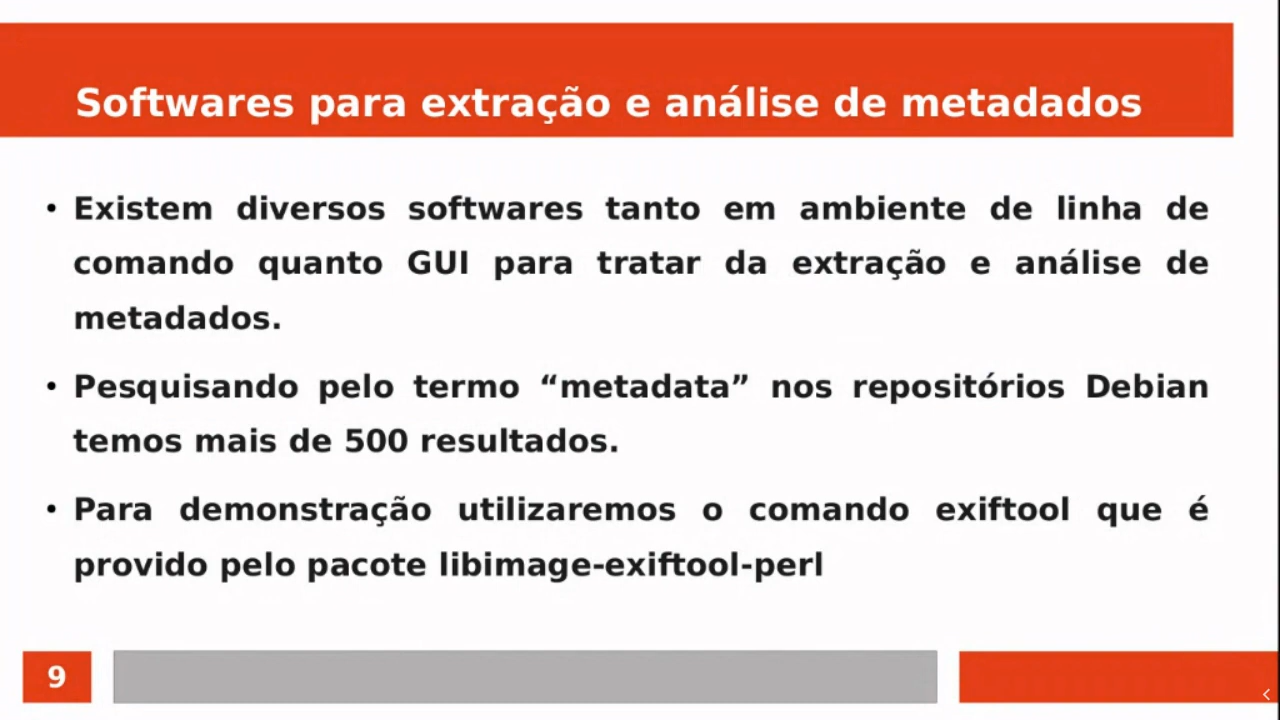 Softwares para extração e análise de metadados
• Existem diversos softwares tanto em ambiente de linha de
comando quanto GUI para tratar da extração e análise de
metadados.
• Pesquisando pelo termo “metadata” nos repositórios Debian
temos mais de 500 resultados.
• Para demonstração utilizaremos o comando exiftool que é
provido pelo pacote libimage-exiftool-perl
9